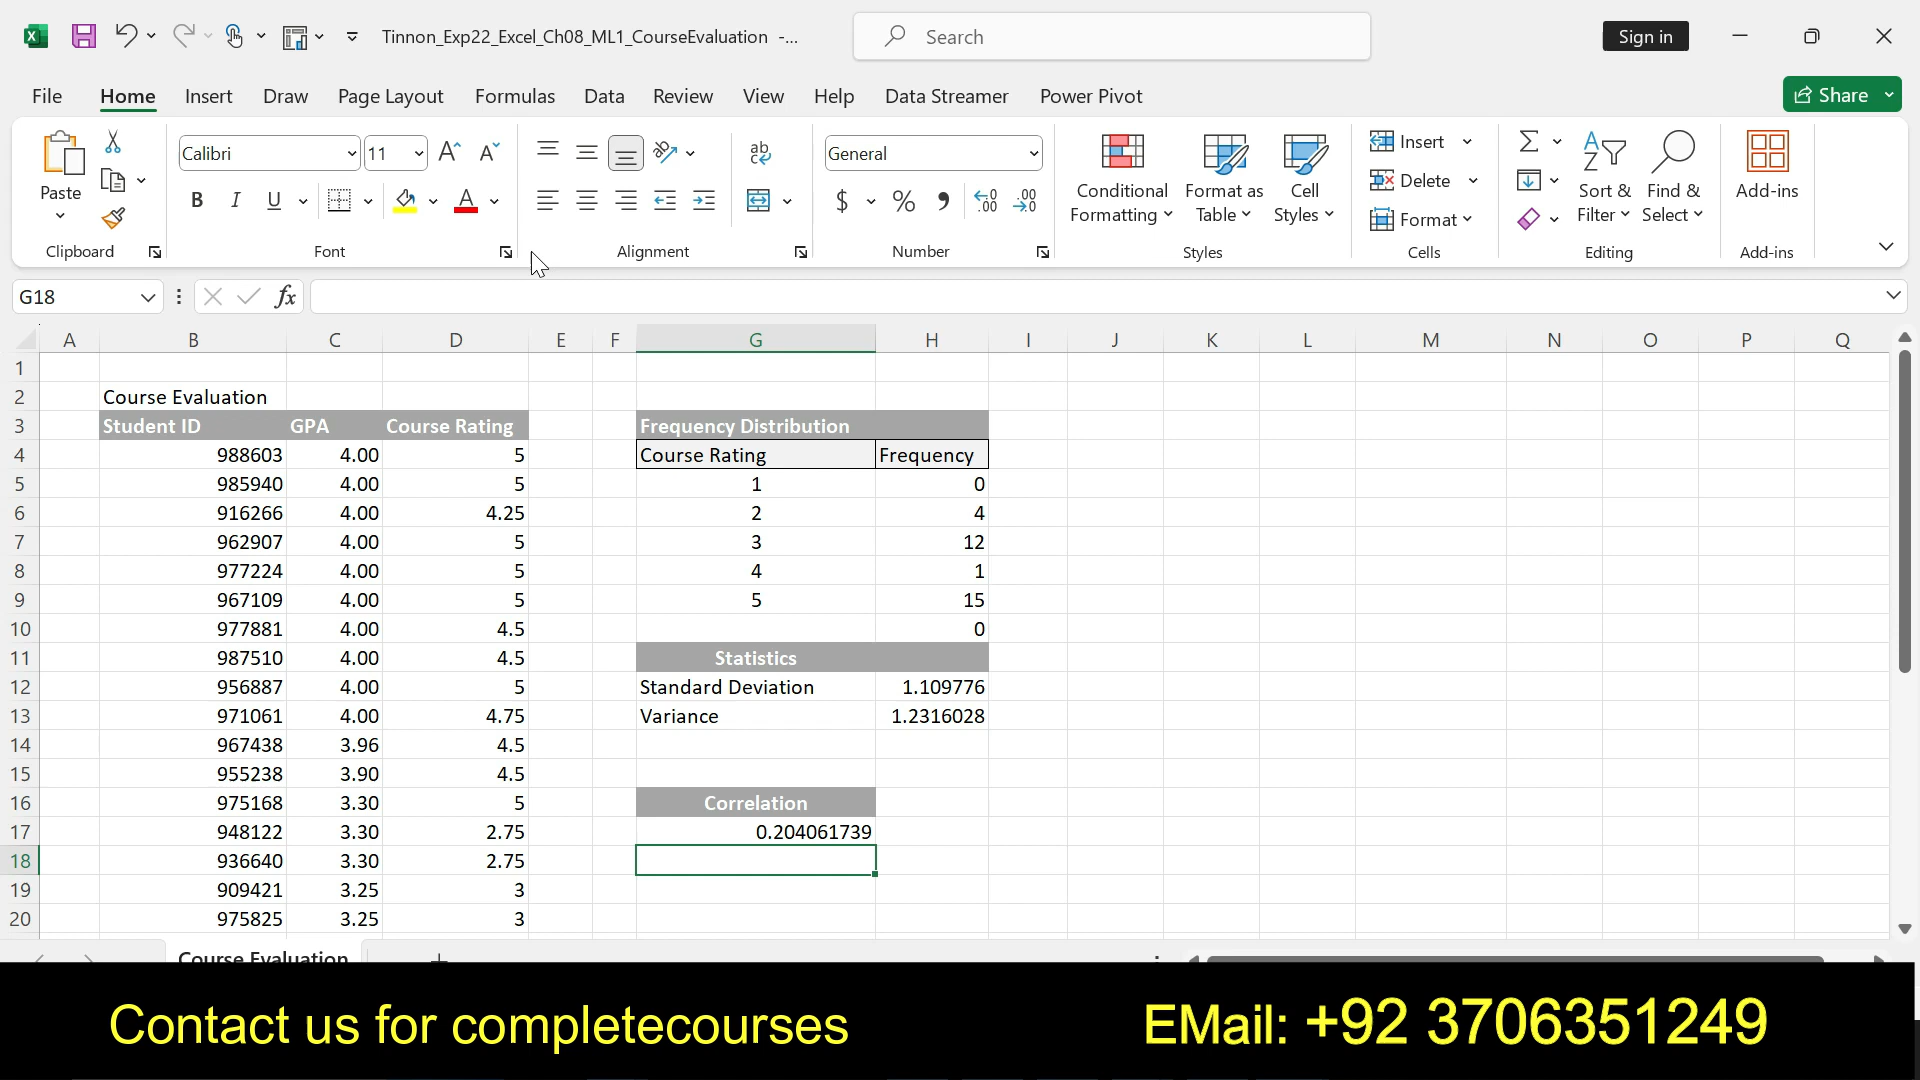 Tinnon_Exp22_Excel_Ch08_ML1_CourseEvaluation -...
Search
Sign in
File Home Insert Draw Page Layout Formulas Data Review View Help Data Streamer Power Pivot
Share
Paste
Clipboard
Calibri 11
B I U
Font
ab
Alignment
General
$ % 9
Number
Conditional Formatting
Format as Table
Cell Styles
Styles
Insert
Delete
Format
Cells
Sort & Filter
Find & Select
Editing
Add-ins
Add-ins
G18 fx
A B C D E F G H I J K L M N O P Q
1
2 Course Evaluation
3 Student ID GPA Course Rating Frequency Distribution
4 988603 4.00 5 Course Rating Frequency
5 985940 4.00 5 1 0
6 916266 4.00 4.25 2 4
7 962907 4.00 5 3 12
8 977224 4.00 5 4 1
9 967109 4.00 5 5 15
10 977881 4.00 4.5 0
11 987510 4.00 4.5 Statistics
12 956887 4.00 5 Standard Deviation 1.109776
13 971061 4.00 4.75 Variance 1.2316028
14 967438 3.96 4.5
15 955238 3.90 4.5
16 975168 3.30 5 Correlation
17 948122 3.30 2.75 0.204061739
18 936640 3.30 2.75
19 909421 3.25 3
20 975825 3.25 3
Course Evaluation
Contact us for completecourses EMail: +92 3706351249